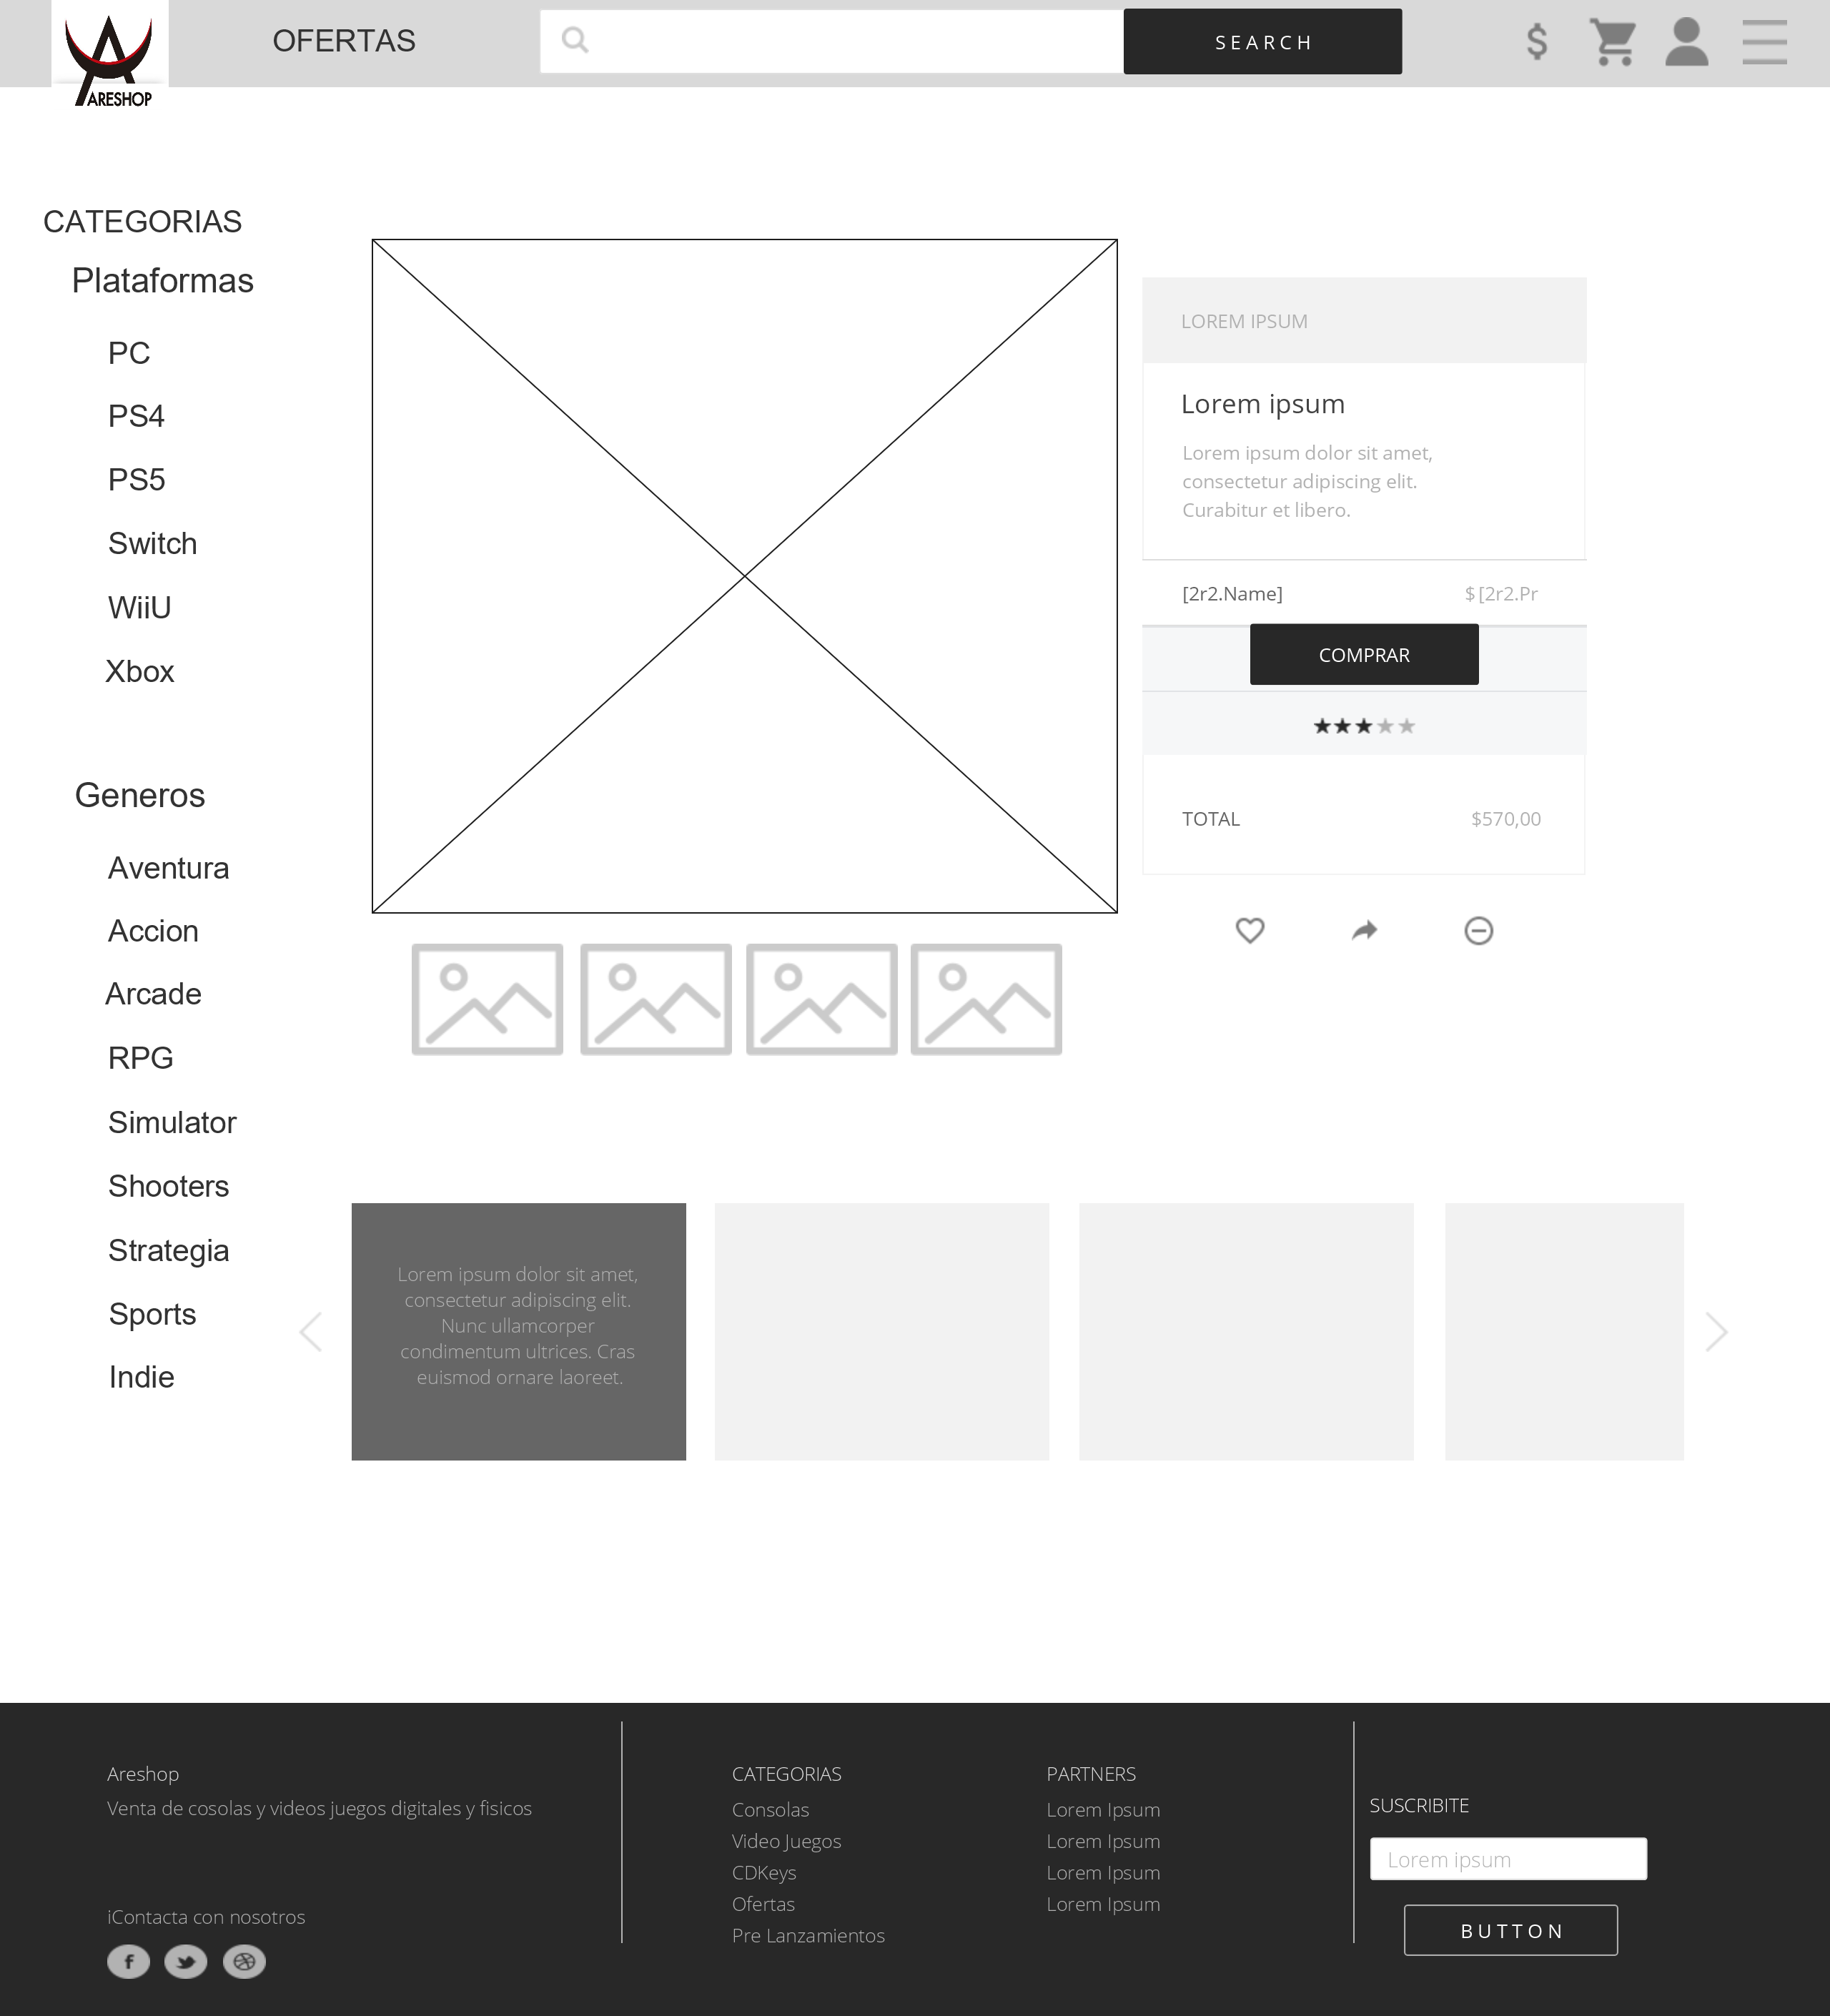 ARESHOP
OFERTAS
SEARCH
CATEGORIAS
Plataformas
PC
PS4
PS5
Switch
WiiU
Xbox
Generos
Aventura
Accion
Arcade
RPG
Simulator
Shooters
Strategia
Sports
Indie
LOREM IPSUM
Lorem ipsum
Lorem ipsum dolor sit amet,
consectetur adipiscing elit.
Curabitur et libero.
[2r2.Name] $ [2r2.Pr
COMPRAR
TOTAL $570,00
Lorem ipsum dolor sit amet,
consectetur adipiscing elit.
Nunc ullamcorper
condimentum ultrices. Cras
euismod ornare laoreet.
Areshop
Venta de cosolas y videos juegos digitales y fisicos
iContacta con nosotros
CATEGORIAS
Consolas
Video Juegos
CDKeys
Ofertas
Pre Lanzamientos
PARTNERS
Lorem Ipsum
Lorem Ipsum
Lorem Ipsum
Lorem Ipsum
SUSCRIBITE
Lorem ipsum
BUTTON